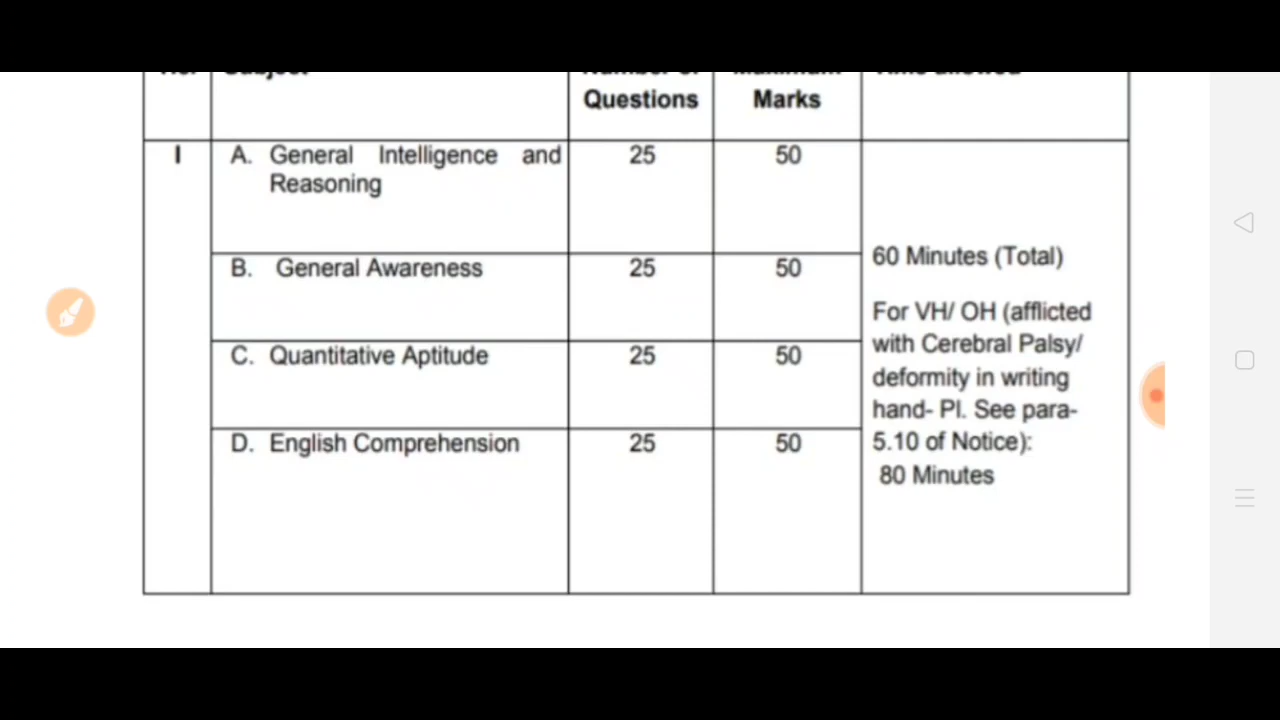 Subject
Questions
Marks
I
A. General Intelligence and
Reasoning
25
50
B. General Awareness
25
50
C. Quantitative Aptitude
25
50
D. English Comprehension
25
50
60 Minutes (Total)
For VH/ OH (afflicted
with Cerebral Palsy/
deformity in writing
hand- Pl. See para-
5.10 of Notice):
80 Minutes